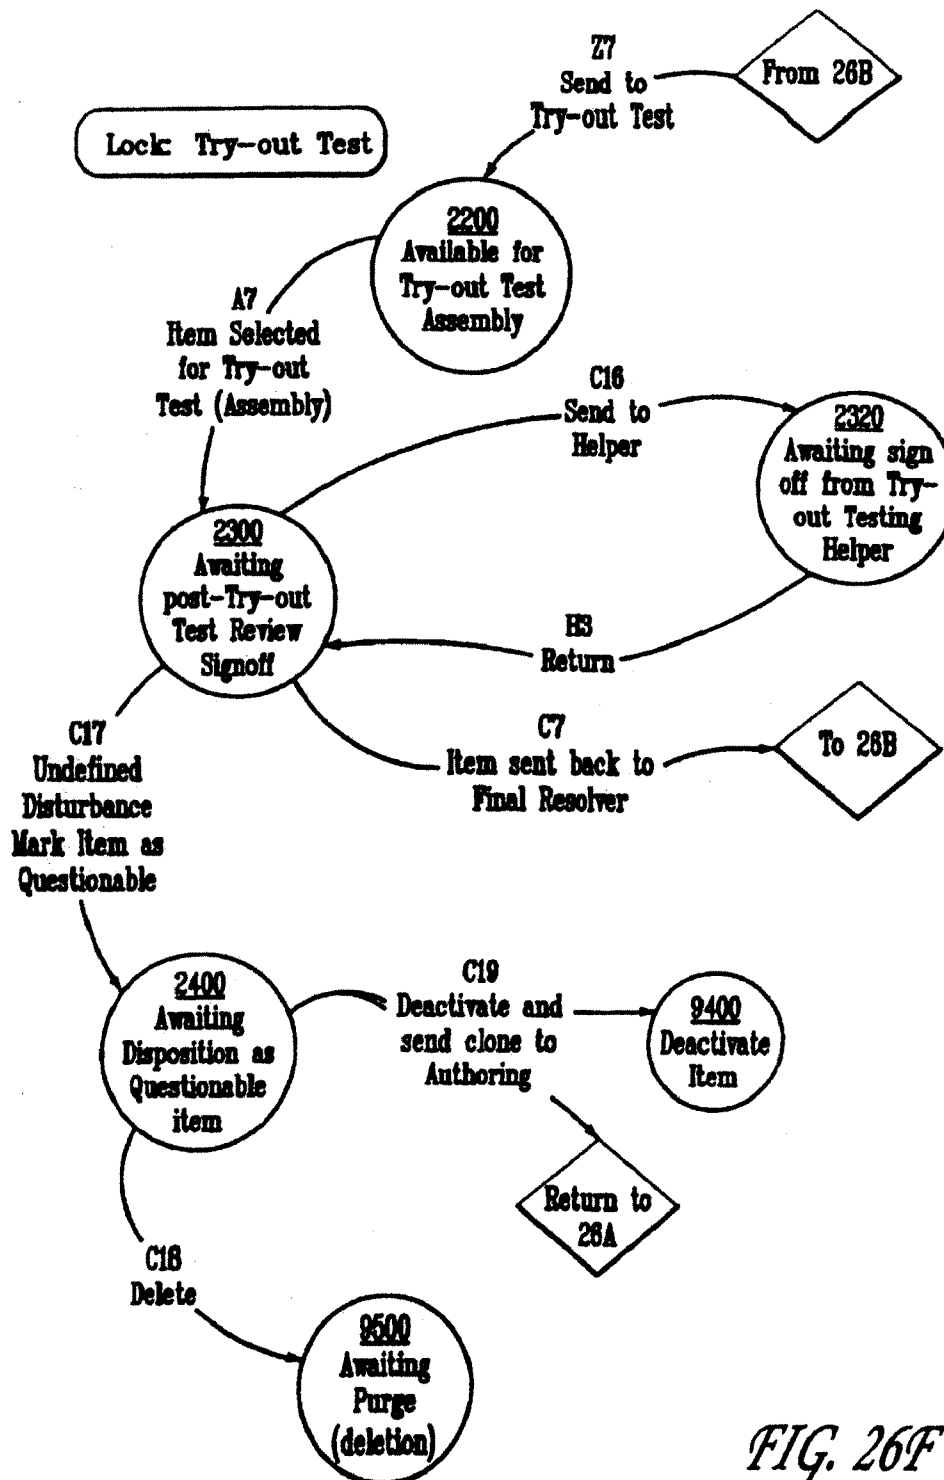 Z7
Send to
Try-out Test
From 26B
Lock: Try-out Test
2200
Available for
Try-out Test
Assembly
A7
Item Selected
for Try-out
Test (Assembly)
C16
Send to
Helper
2320
Awaiting sign
off from Try-
out Testing
Helper
2300
Awaiting
post-Try-out
Test Review
Signoff
H3
Return
C17
Undefined
Disturbance
Mark Item as
Questionable
C7
Item sent back to
Final Resolver
To 26B
2400
Awaiting
Disposition as
Questionable
item
C19
Deactivate and
send clone to
Authoring
9400
Deactivate
Item
Return to
26A
C18
Delete
9500
Awaiting
Purge
(deletion)
FIG. 26F